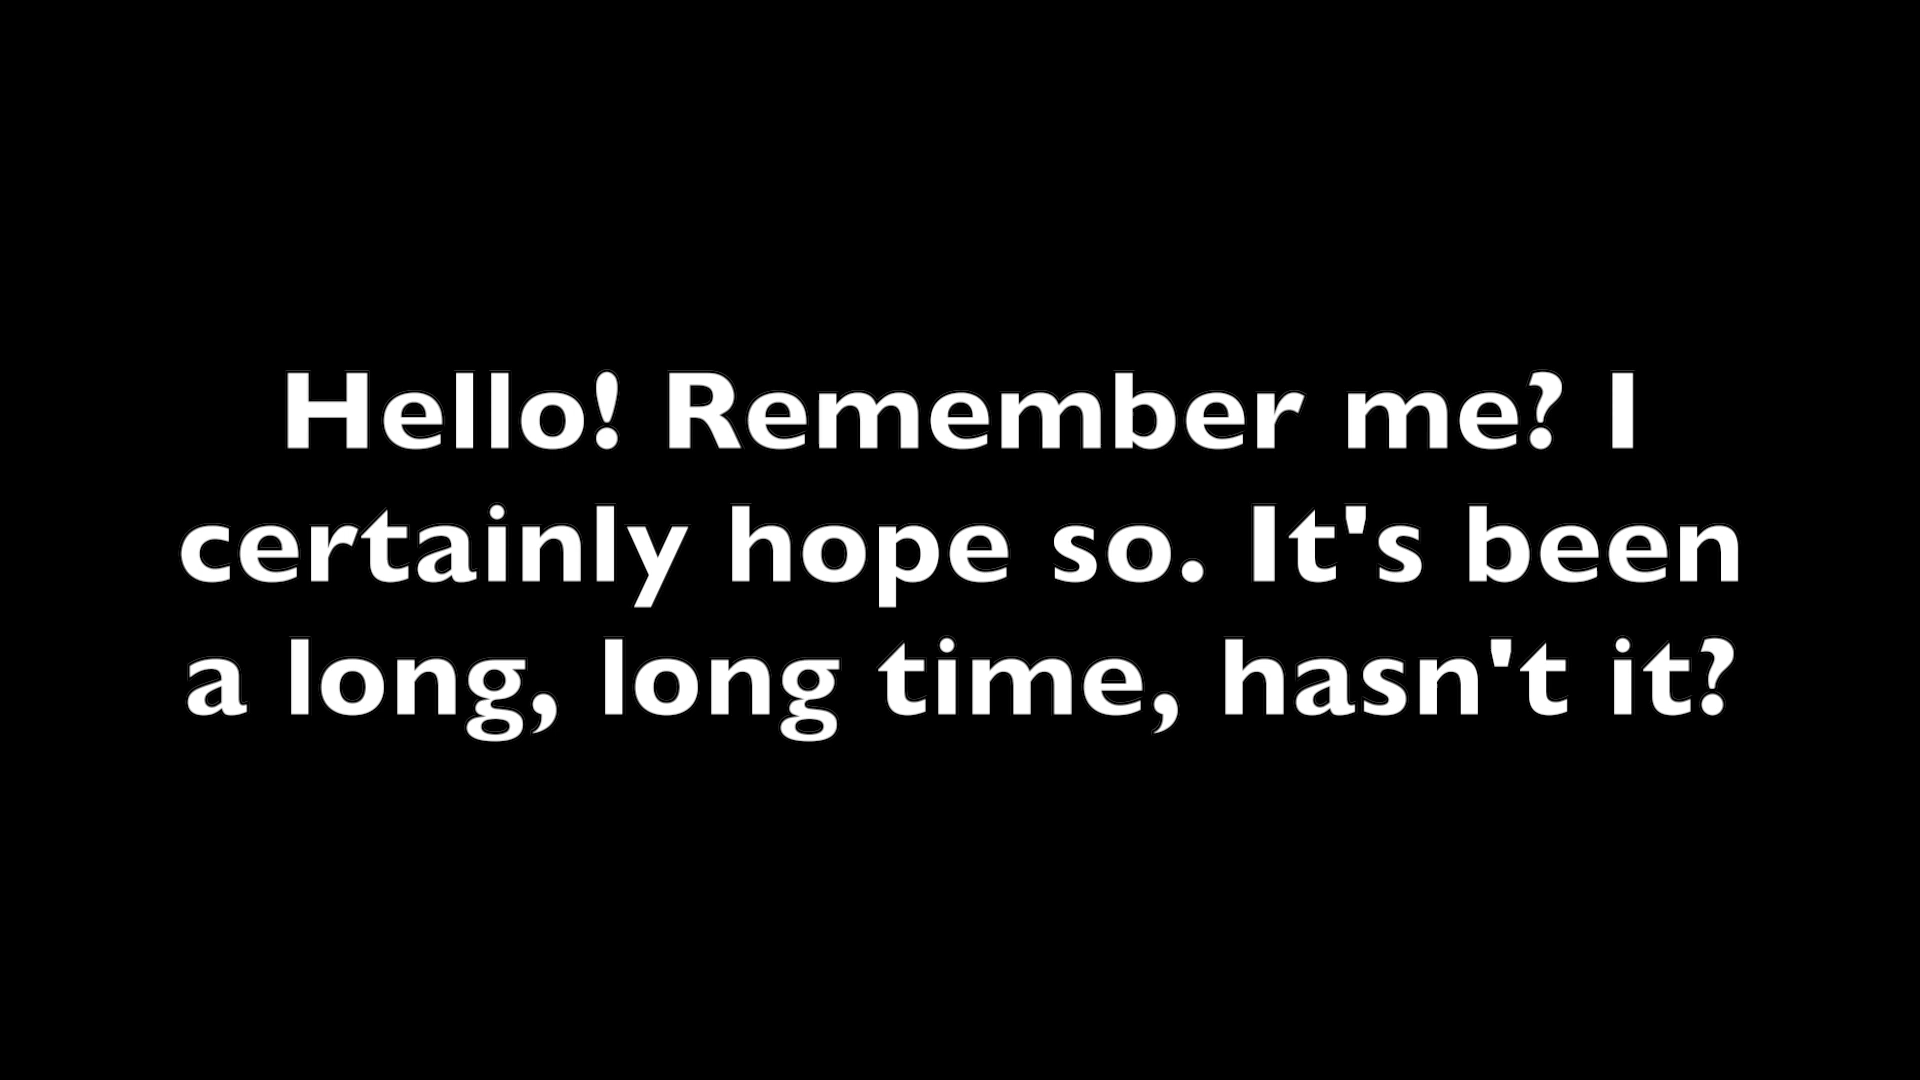 Hello! Remember me? I
certainly hope so. It's been
a long, long time, hasn't it?